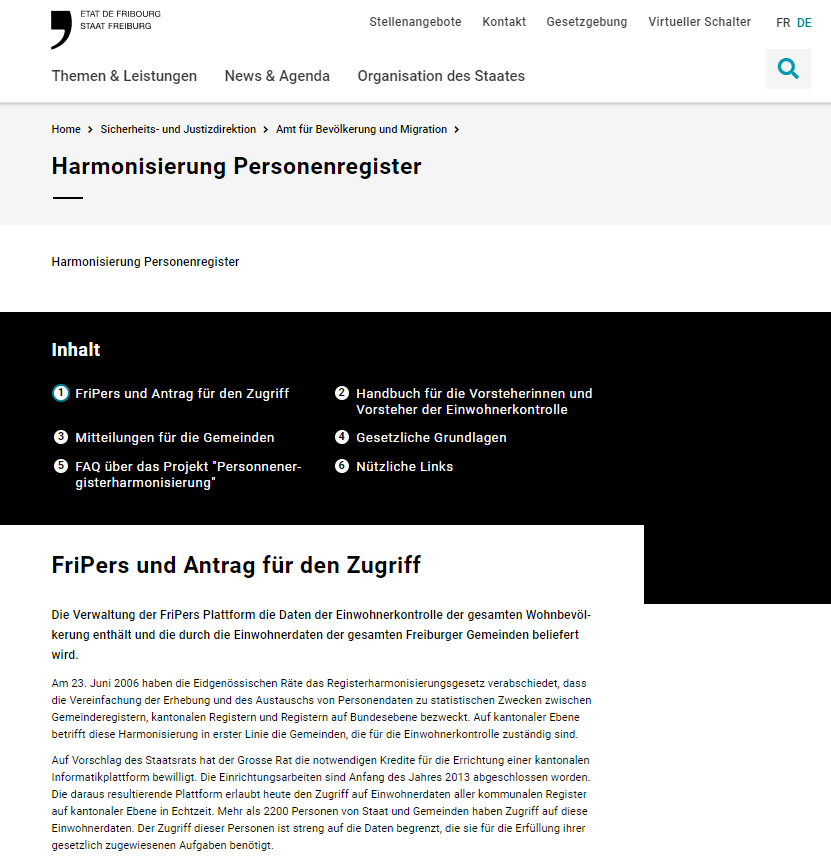 ETAT DE FRIBOURG
STAAT FREIBURG
Stellenangebote Kontakt Gesetzgebung Virtueller Schalter FR DE
Themen & Leistungen News & Agenda Organisation des Staates
Home > Sicherheits- und Justizdirektion > Amt für Bevölkerung und Migration >
Harmonisierung Personenregister
Harmonisierung Personenregister
Inhalt
1 FriPers und Antrag für den Zugriff
2 Handbuch für die Vorsteherinnen und
Vorsteher der Einwohnerkontrolle
3 Mitteilungen für die Gemeinden
4 Gesetzliche Grundlagen
5 FAQ über das Projekt "Personnener-
gisterharmonisierung"
6 Nützliche Links
FriPers und Antrag für den Zugriff
Die Verwaltung der FriPers Plattform die Daten der Einwohnerkontrolle der gesamten Wohnbevöl-
kerung enthält und die durch die Einwohnerdaten der gesamten Freiburger Gemeinden beliefert
wird.
Am 23. Juni 2006 haben die Eidgenössischen Räte das Registerharmonisierungsgesetz verabschiedet, dass
die Vereinfachung der Erhebung und des Austauschs von Personendaten zu statistischen Zwecken zwischen
Gemeinderegistern, kantonalen Registern und Registern auf Bundesebene bezweckt. Auf kantonaler Ebene
betrifft diese Harmonisierung in erster Linie die Gemeinden, die für die Einwohnerkontrolle zuständig sind.
Auf Vorschlag des Staatsrats hat der Grosse Rat die notwendigen Kredite für die Errichtung einer kantonalen
Informatikplattform bewilligt. Die Einrichtungsarbeiten sind Anfang des Jahres 2013 abgeschlossen worden.
Die daraus resultierende Plattform erlaubt heute den Zugriff auf Einwohnerdaten aller kommunalen Register
auf kantonaler Ebene in Echtzeit. Mehr als 2200 Personen von Staat und Gemeinden haben Zugriff auf diese
Einwohnerdaten. Der Zugriff dieser Personen ist streng auf die Daten begrenzt, die sie für die Erfüllung ihrer
gesetzlich zugewiesenen Aufgaben benötigt.